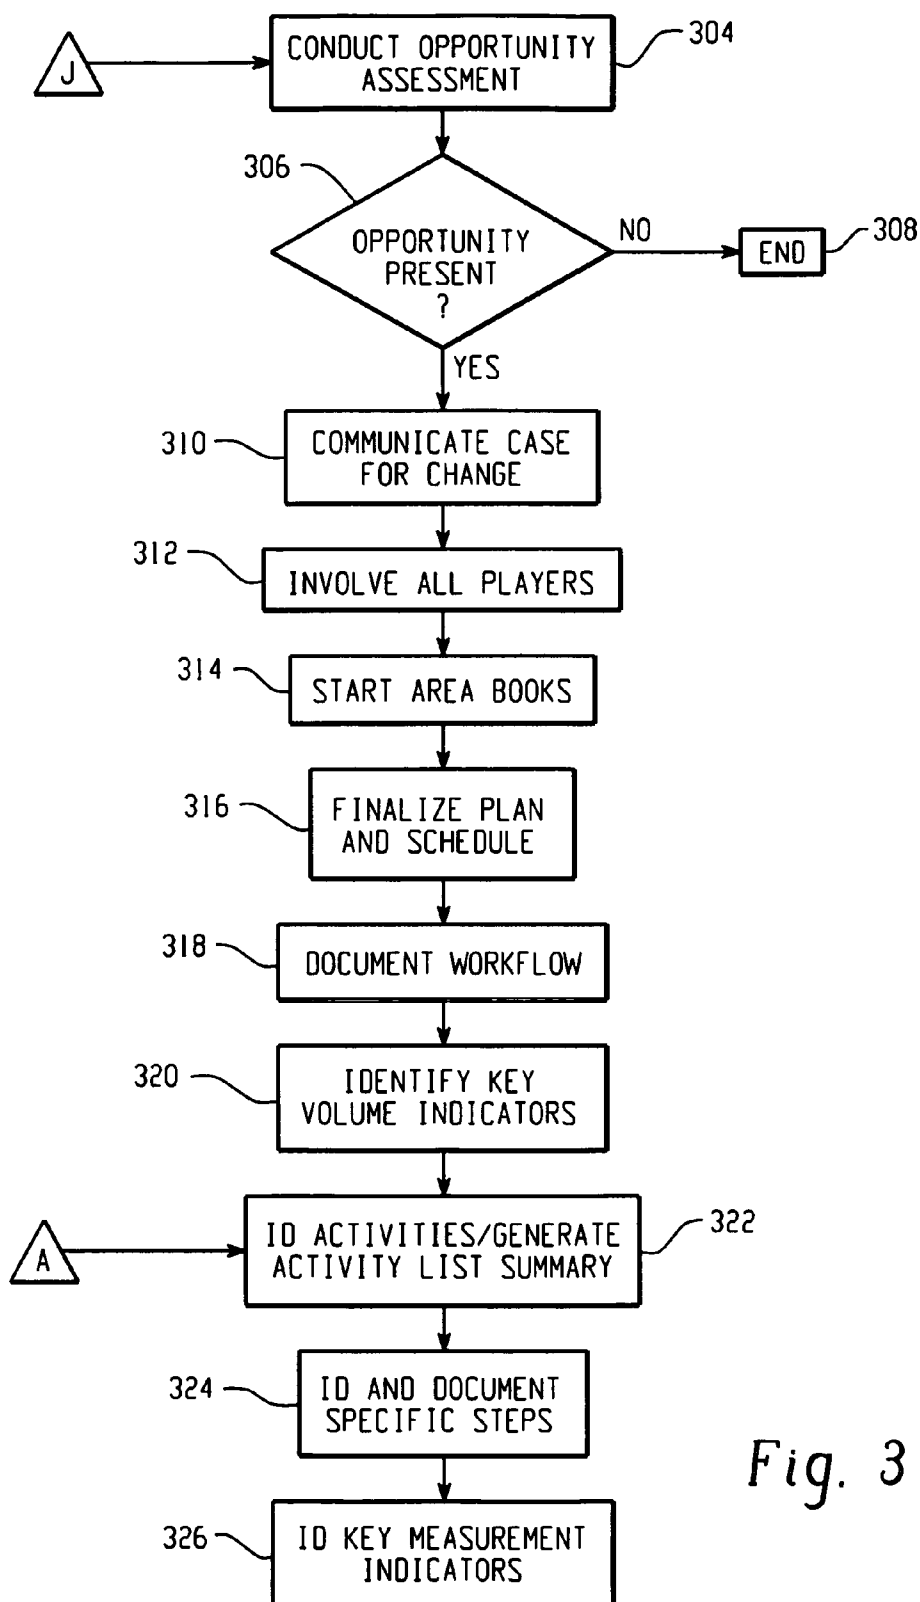 J
CONDUCT OPPORTUNITY
ASSESSMENT
304
306
OPPORTUNITY
PRESENT
?
NO
END
308
YES
310
COMMUNICATE CASE
FOR CHANGE
312
INVOLVE ALL PLAYERS
314
START AREA BOOKS
316
FINALIZE PLAN
AND SCHEDULE
318
DOCUMENT WORKFLOW
320
IDENTIFY KEY
VOLUME INDICATORS
A
ID ACTIVITIES/GENERATE
ACTIVITY LIST SUMMARY
322
324
ID AND DOCUMENT
SPECIFIC STEPS
Fig. 3
326
ID KEY MEASUREMENT
INDICATORS